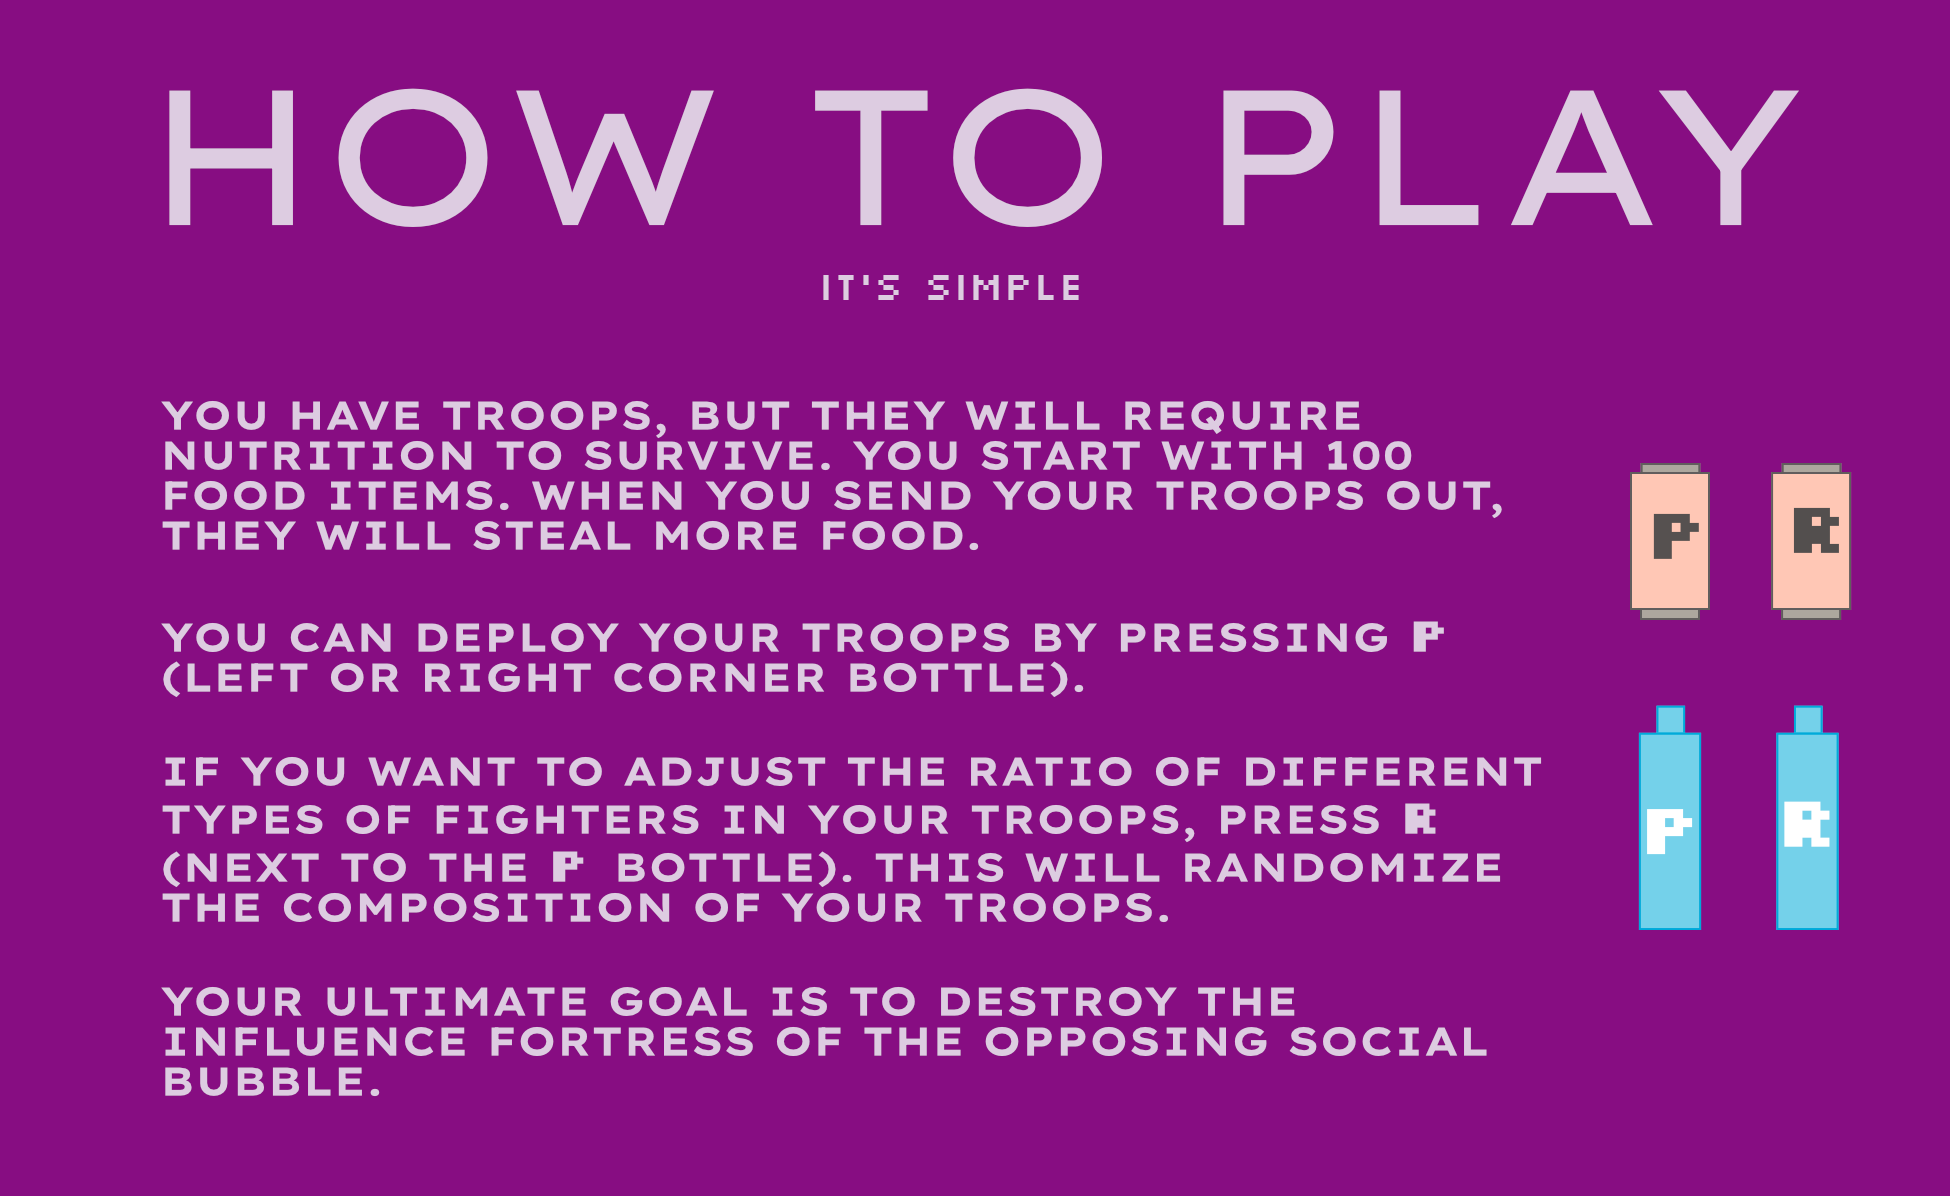 HOW TO PLAY
IT'S SIMPLE
YOU HAVE TROOPS, BUT THEY WILL REQUIRE
NUTRITION TO SURVIVE. YOU START WITH 100
FOOD ITEMS. WHEN YOU SEND YOUR TROOPS OUT,
THEY WILL STEAL MORE FOOD.
P R
YOU CAN DEPLOY YOUR TROOPS BY PRESSING P
(LEFT OR RIGHT CORNER BOTTLE).
IF YOU WANT TO ADJUST THE RATIO OF DIFFERENT
TYPES OF FIGHTERS IN YOUR TROOPS, PRESS R
(NEXT TO THE P BOTTLE). THIS WILL RANDOMIZE
THE COMPOSITION OF YOUR TROOPS.
P R
YOUR ULTIMATE GOAL IS TO DESTROY THE
INFLUENCE FORTRESS OF THE OPPOSING SOCIAL
BUBBLE.